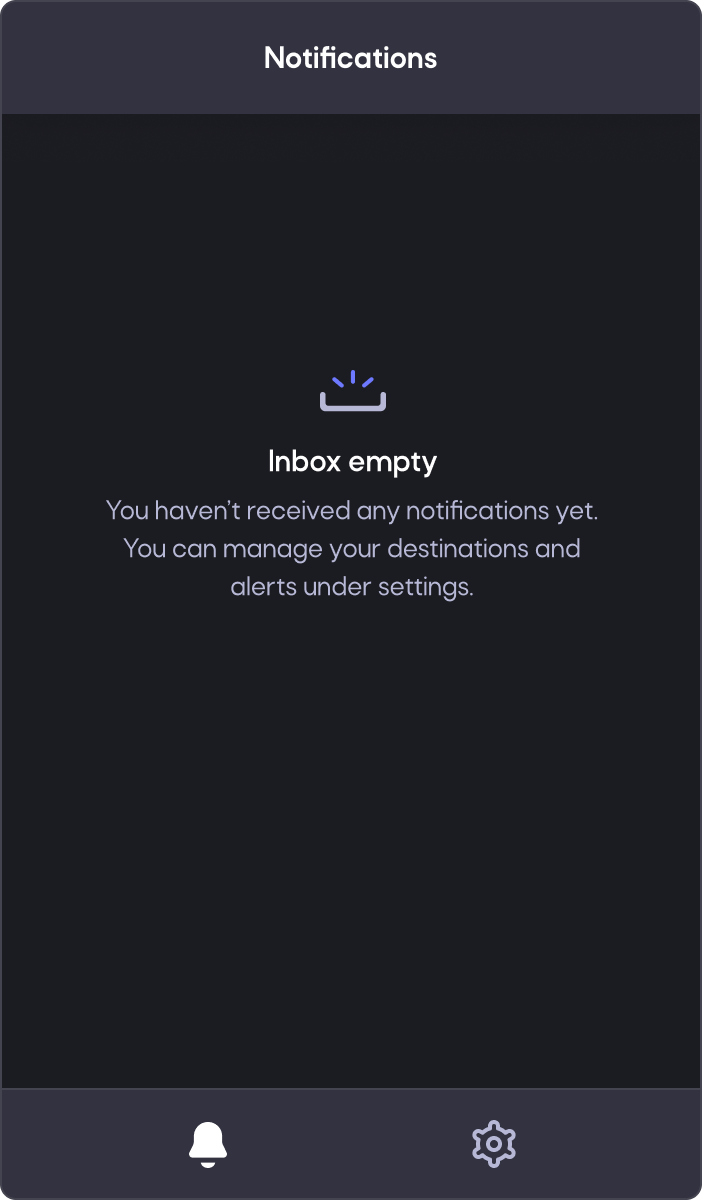 Notifications
Inbox empty
You haven’t received any notifications yet.
You can manage your destinations and
alerts under settings.